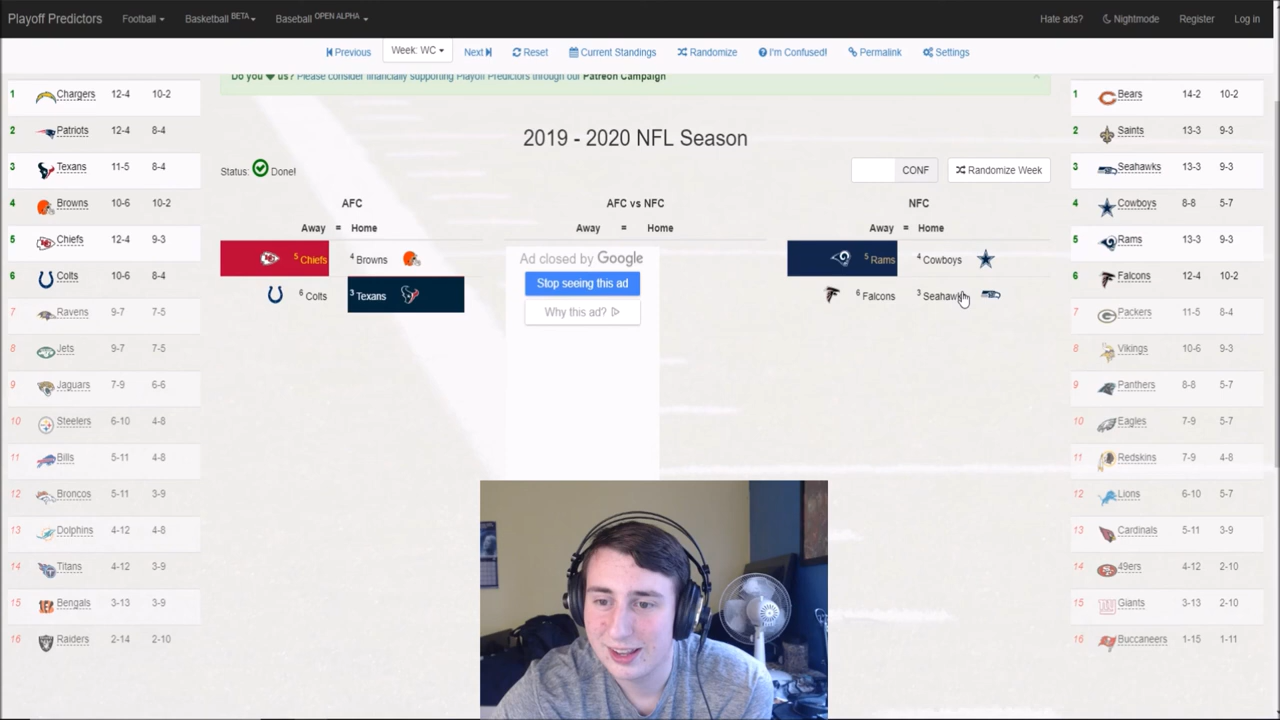 Playoff Predictors Football Basketball BETA Baseball OPEN ALPHA Hate ads? Nightmode Register Log in
Previous Week: WC Next Reset Current Standings Randomize I'm Confused! Permalink Settings
Do you ❤ us? Please consider financially supporting Playoff Predictors through our Patreon Campaign ×
1 Chargers 12-4 10-2
2 Patriots 12-4 8-4
3 Texans 11-5 8-4
4 Browns 10-6 10-2
5 Chiefs 12-4 9-3
6 Colts 10-6 8-4
7 Ravens 9-7 7-5
8 Jets 9-7 7-5
9 Jaguars 7-9 6-6
10 Steelers 6-10 4-8
11 Bills 5-11 4-8
12 Broncos 5-11 3-9
13 Dolphins 4-12 4-8
14 Titans 4-12 3-9
15 Bengals 3-13 3-9
16 Raiders 2-14 2-10
2019 - 2020 NFL Season
Status: Done! CONF Randomize Week
AFC
Away = Home
5 Chiefs 4 Browns
6 Colts 3 Texans
AFC vs NFC
Away = Home
Ad closed by Google
Stop seeing this ad
Why this ad?
NFC
Away = Home
5 Rams 4 Cowboys
6 Falcons 3 Seahawks
1 Bears 14-2 10-2
2 Saints 13-3 9-3
3 Seahawks 13-3 9-3
4 Cowboys 8-8 5-7
5 Rams 13-3 9-3
6 Falcons 12-4 10-2
7 Packers 11-5 8-4
8 Vikings 10-6 9-3
9 Panthers 8-8 5-7
10 Eagles 7-9 5-7
11 Redskins 7-9 4-8
12 Lions 6-10 5-7
13 Cardinals 5-11 3-9
14 49ers 4-12 2-10
15 Giants 3-13 2-10
16 Buccaneers 1-15 1-11